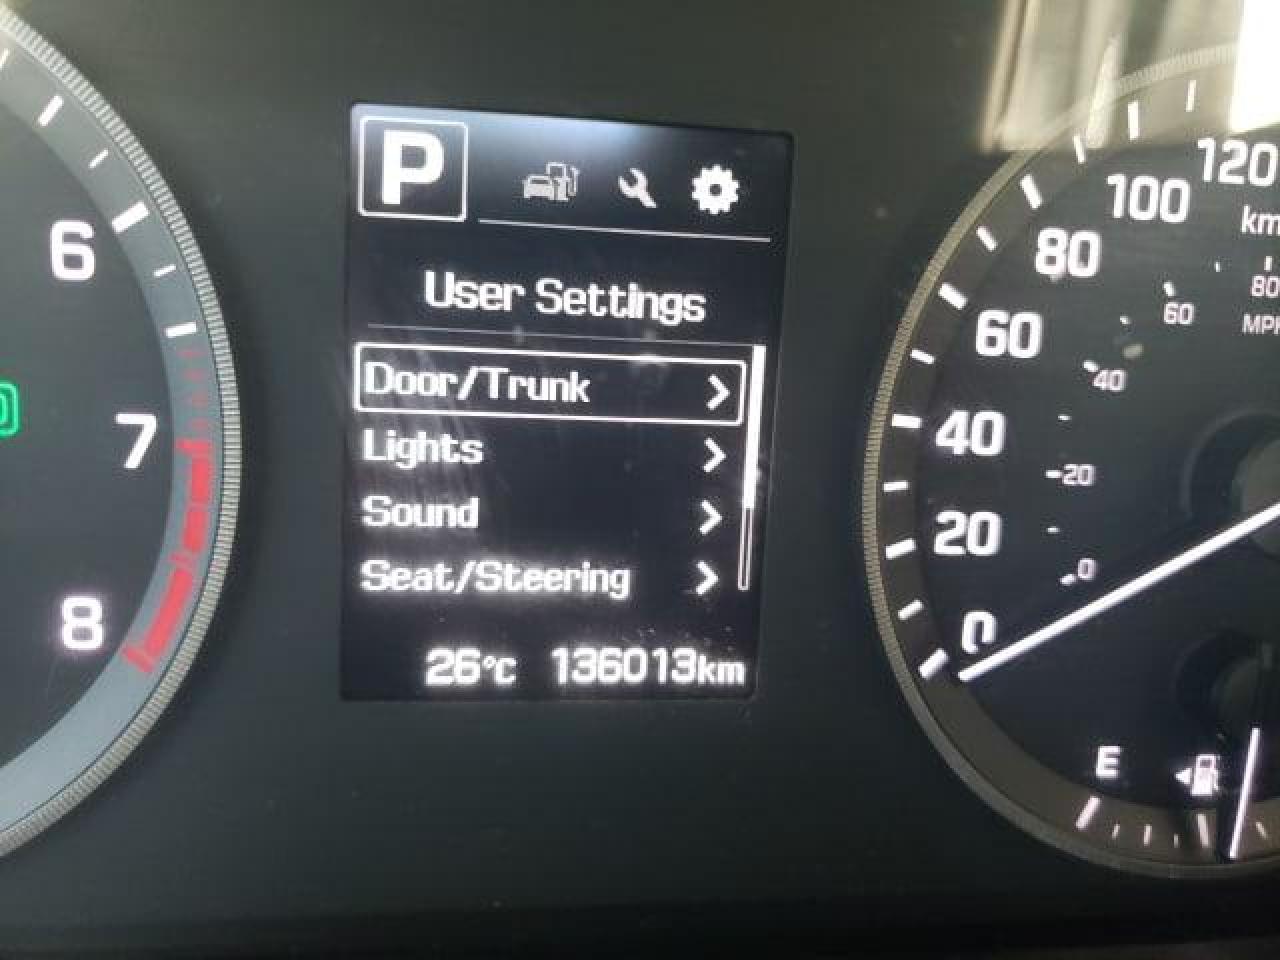 P
User Settings
Door/Trunk
Lights
Sound
Seat/Steering
26°C 136013km
6
7
8
120
100
80
60
40
20
0
km
80
60
40
20
0
MPH
E